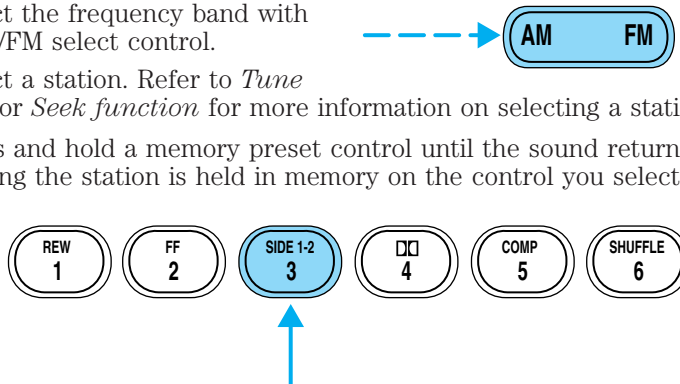 ct the frequency band with
/FM select control.
AM FM
ct a station. Refer to Tune
or Seek function for more information on selecting a stati
s and hold a memory preset control until the sound return
ng the station is held in memory on the control you select
REW FF SIDE 1-2 COMP SHUFFLE
1 2 3 4 5 6